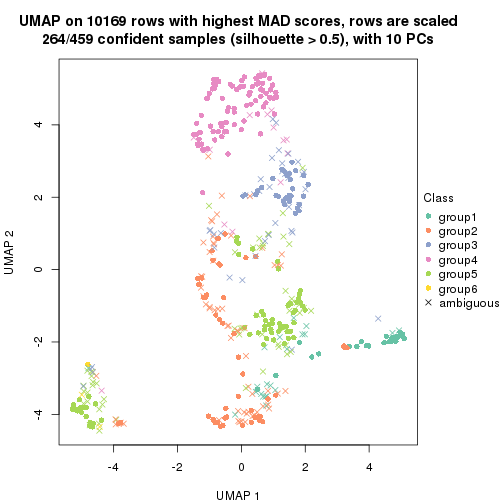 UMAP on 10169 rows with highest MAD scores, rows are scaled
264/459 confident samples (silhouette > 0.5), with 10 PCs
4
2
0
-2
-4
UMAP 2
-4
-2
0
2
4
UMAP 1
Class
group1
group2
group3
group4
group5
group6
ambiguous